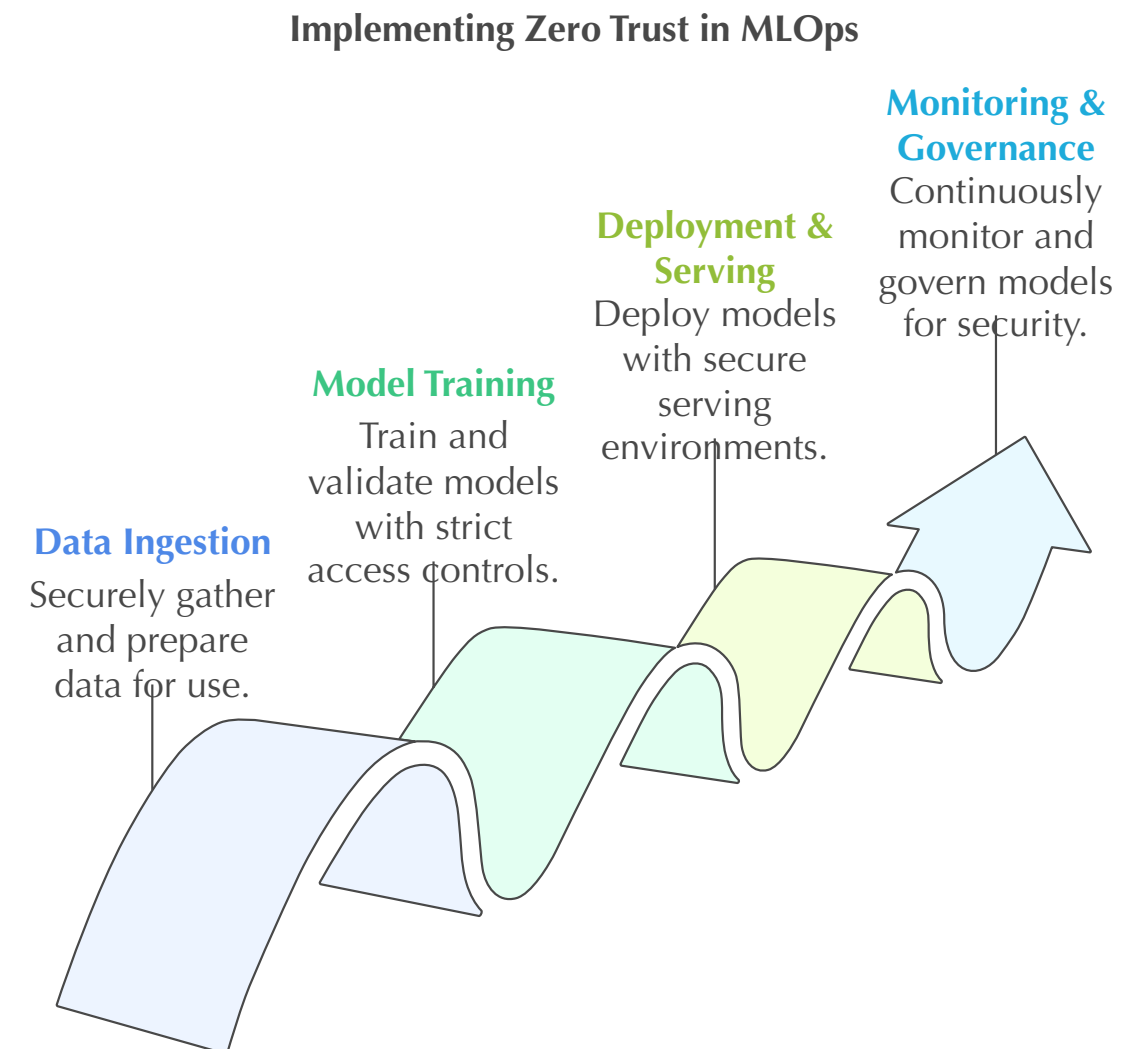 Implementing Zero Trust in MLOps
Data Ingestion
Securely gather
and prepare
data for use.
Model Training
Train and
validate models
with strict
access controls.
Deployment &
Serving
Deploy models
with secure
serving
environments.
Monitoring &
Governance
Continuously
monitor and
govern models
for security.